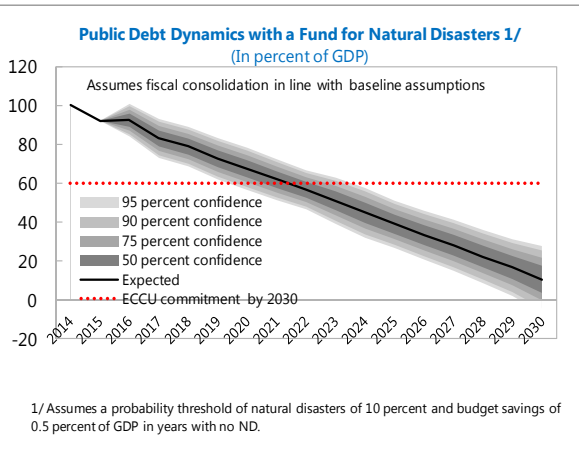 Public Debt Dynamics with a Fund for Natural Disasters 1/
(In percent of GDP)
120
Assumes fiscal consolidation in line with baseline assumptions
100
80
60
95 percent confidence
90 percent confidence
40
75 percent confidence
20
50 percent confidence
Expected
0
ECCU commitment by 2030
-20
2014 2015 2016 2017 2018 2019 2020 2021 2022 2023 2024 2025 2026 2027 2028 2029 2030
1/ Assumes a probability threshold of natural disasters of 10 percent and budget savings of
0.5 percent of GDP in years with no ND.